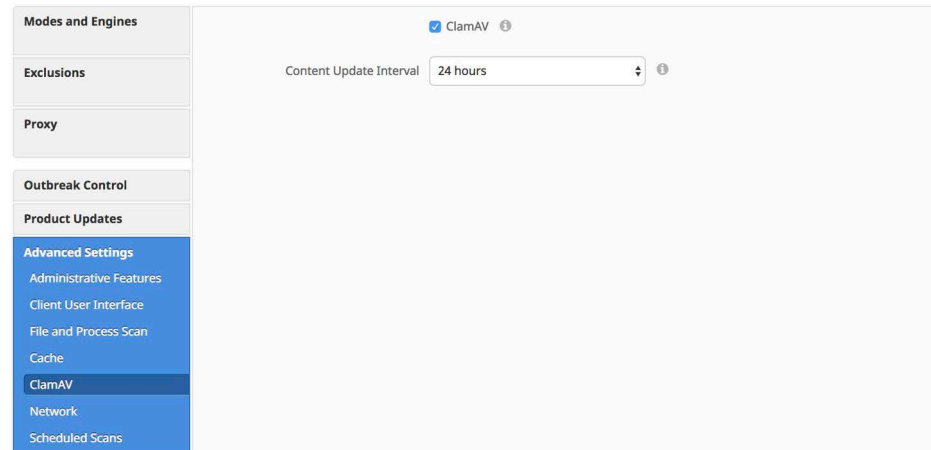 Modes and Engines
Exclusions
Proxy
Outbreak Control
Product Updates
Advanced Settings
Administrative Features
Client User Interface
File and Process Scan
Cache
ClamAV
Network
Scheduled Scans
ClamAV
Content Update Interval 24 hours